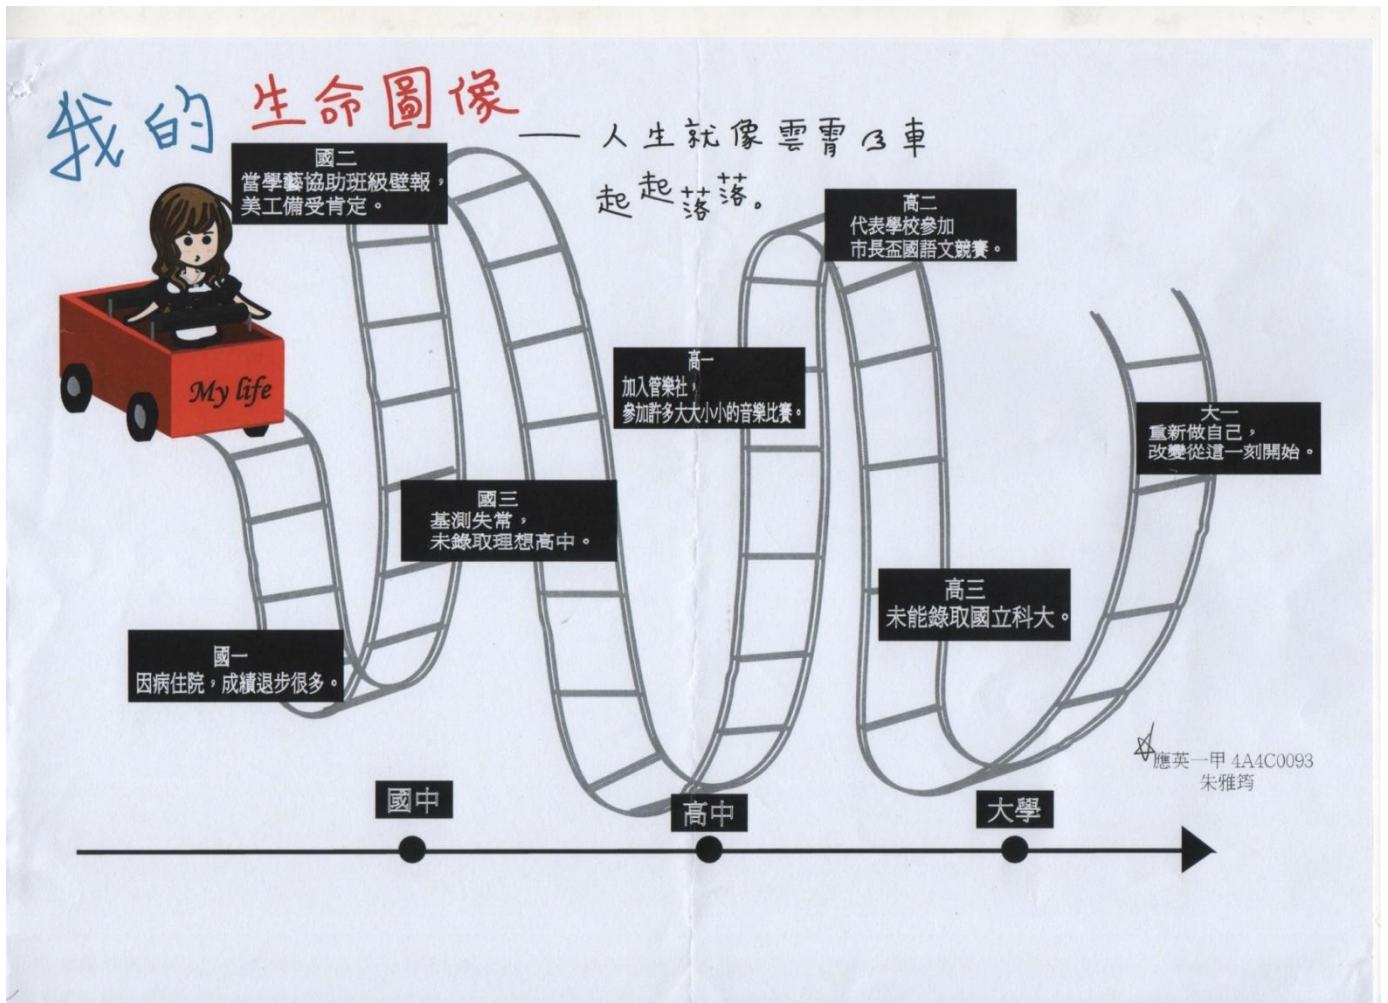 我的生命圖像
── 人生就像雲霄乃車
起起落落。
國二
當學藝協助班級壁報，
美工備受肯定。
高二
代表學校參加
市長盃國語文競賽。
My life
高一
加入管樂社，
參加許多大大小小的音樂比賽。
大一
重新做自己，
改變從這一刻開始。
國三
基測失常，
未錄取理想高中。
高三
未能錄取國立科大。
國一
因病住院，成績退步很多。
應英一甲 4A4C0093
朱雅筠
國中
高中
大學